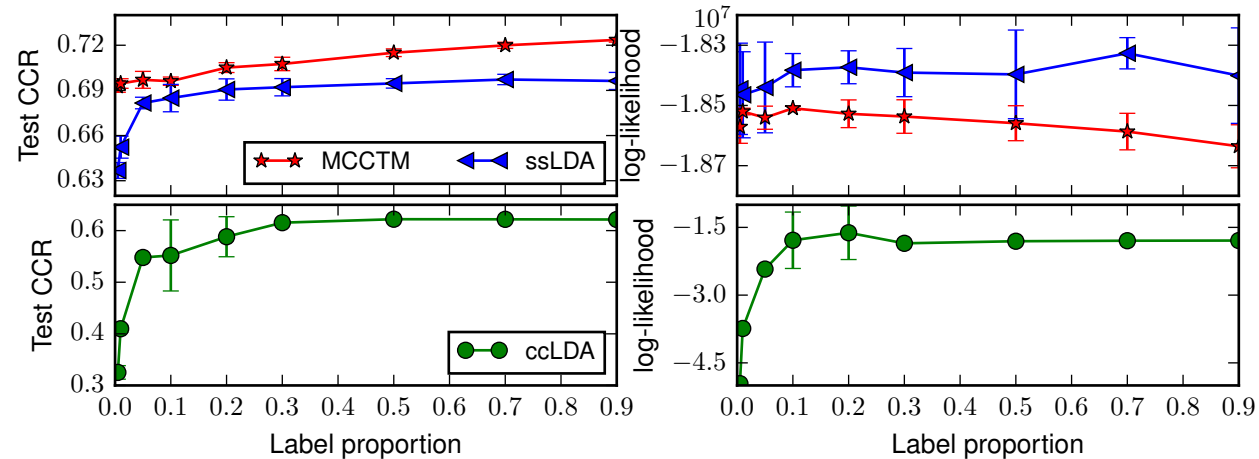 Test CCR
0.72
0.69
0.66
0.63
MCCTM
ssLDA
10⁷
log-likelihood
−1.83
−1.85
−1.87
Test CCR
0.6
0.5
0.4
0.3
ccLDA
0.0 0.1 0.2 0.3 0.4 0.5 0.6 0.7 0.8 0.9
Label proportion
log-likelihood
−1.5
−3.0
−4.5
0.0 0.1 0.2 0.3 0.4 0.5 0.6 0.7 0.8 0.9
Label proportion